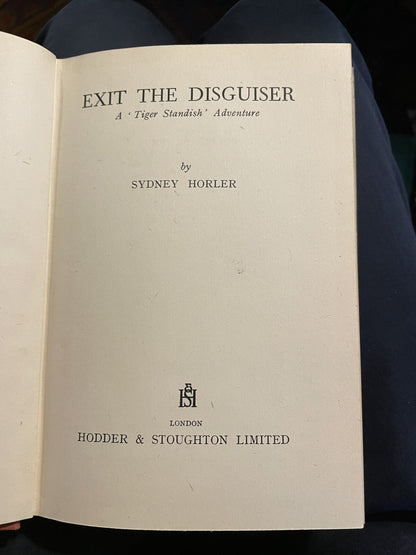 EXIT THE DISGUISER
A ‘Tiger Standish’ Adventure
by
SYDNEY HORLER
LONDON
HODDER & STOUGHTON LIMITED